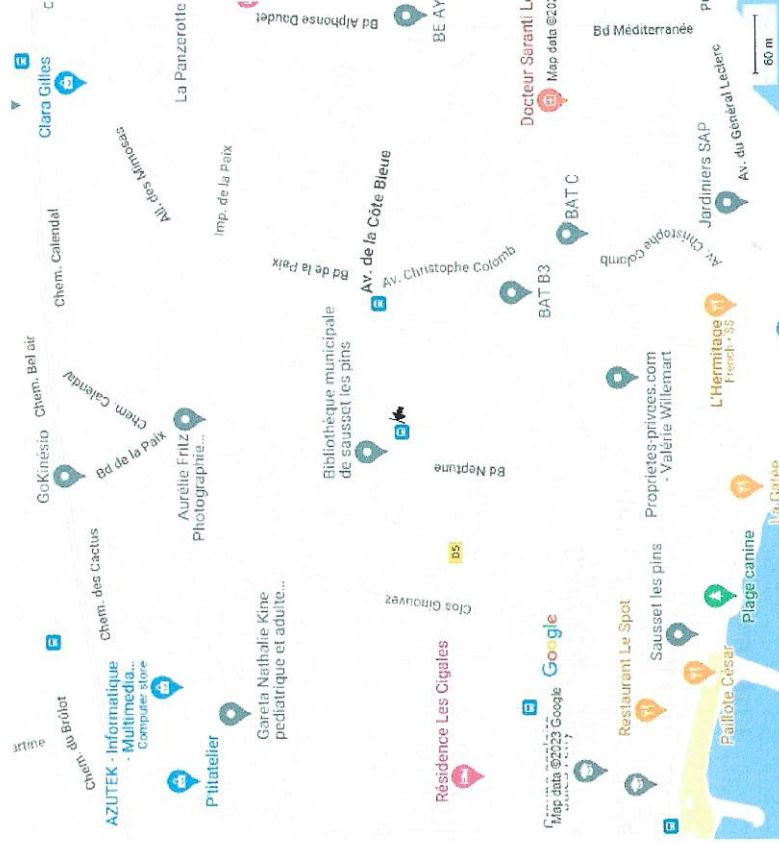 Clara Gilles
La Panzerotte
Bd Alphonse Daudet
BE AY
All. des Mimosas
Imp. de la Paix
Chem. Calendal
Chem. Bel air
GoKinésio
Chem. Calendal
Bd de la Paix
Aurélie Fritz
Photographie...
Chem. des Cactus
Chem. du Brûlot
AZUTEK - Informatique
- Multimedia...
Computer store
P'titatelier
Gareta Nathalie Kine
pediatrique et adulte...
Bibliothèque municipale
de sausset les pins
Bd de la Paix
Av. de la Côte Bleue
Av. Christophe Colomb
Bd Neptune
D5
Clos Ginouvez
Résidence Les Cigales
BAT B3
BAT C
Docteur Saranti
Map data ©202
Bd Méditerranée
Google
Map data ©2023 Google
Restaurant Le Spot
Sausset les pins
Proprietes-privees.com
- Valérie Willemart
Av. Christophe Colomb
Jardiniers SAP
Av. du Général Leclerc
L'Hermitage
French • $$
Plage canine
Paillote César
60 m